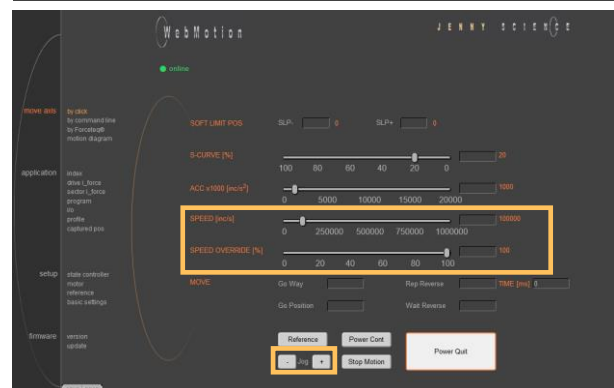 WebMotion
JENNY SCIENCE
online
move axis
by click
by command line
by Forceteq®
motion diagram
SOFT LIMIT POS SLP- 0 SLP+ 0
S-CURVE [%] 20
100 80 60 40 20 0
application
index
drive i_force
sector i_force
program
i/o
profile
captured pos
ACC x1000 [inc/s²] 1000
0 5000 10000 15000 20000
SPEED [inc/s] 100000
0 250000 500000 750000 1000000
SPEED OVERRIDE [%] 100
0 20 40 60 80 100
setup
state controller
motor
reference
basic settings
MOVE Go Way Rep Reverse TIME [ms] 0
Go Position Wait Reverse
firmware
version
update
Reference Power Cont Power Quit
- Jog + Stop Motion